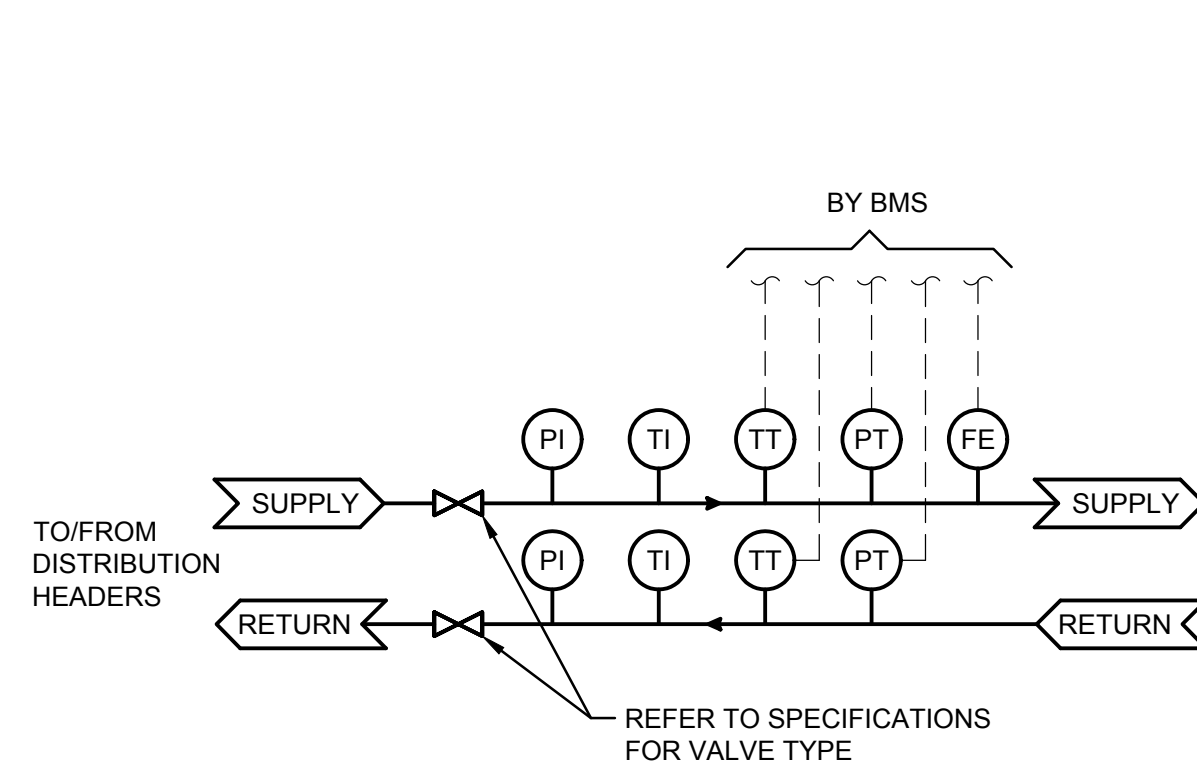 BY BMS
PI TI TT PT FE
SUPPLY SUPPLY
TO/FROM
DISTRIBUTION
HEADERS
PI TI TT PT
RETURN RETURN
REFER TO SPECIFICATIONS
FOR VALVE TYPE